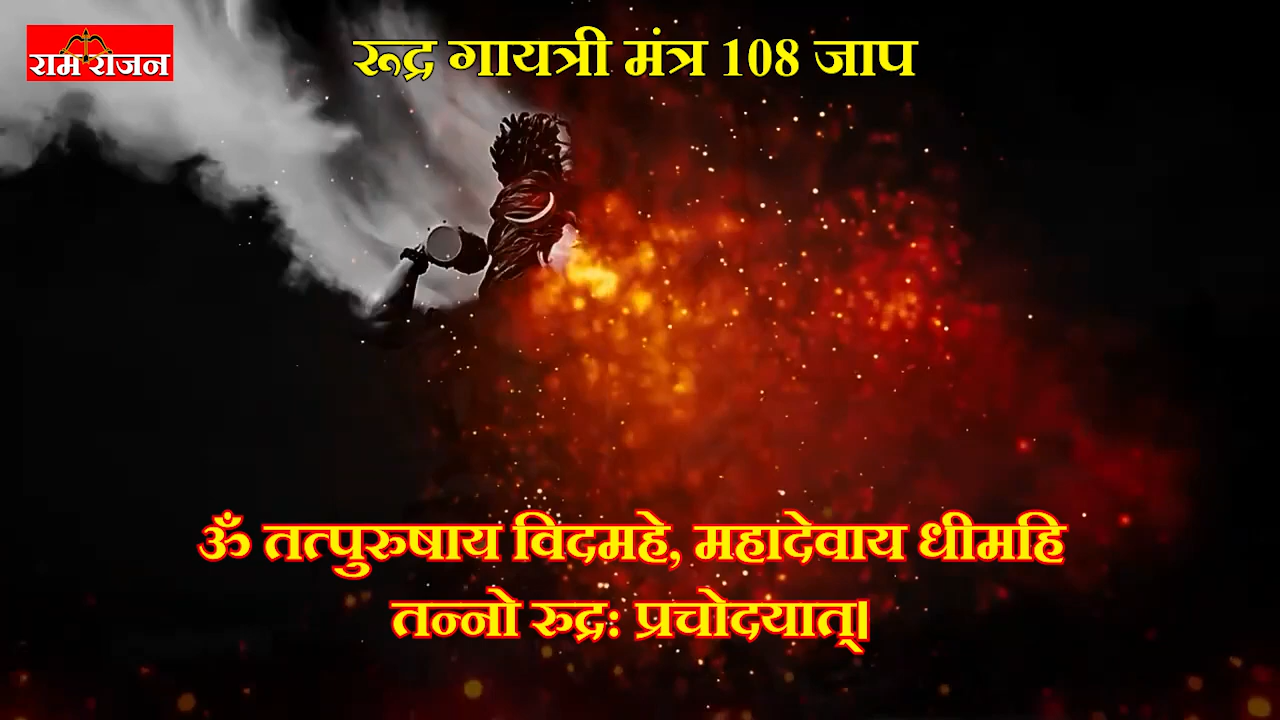 राम रांजन
रूद्र गायत्री मंत्र 108 जाप
ॐ तत्पुरुषाय विदमहे, महादेवाय धीमहि
तन्नो रुद्रः प्रचोदयात्।